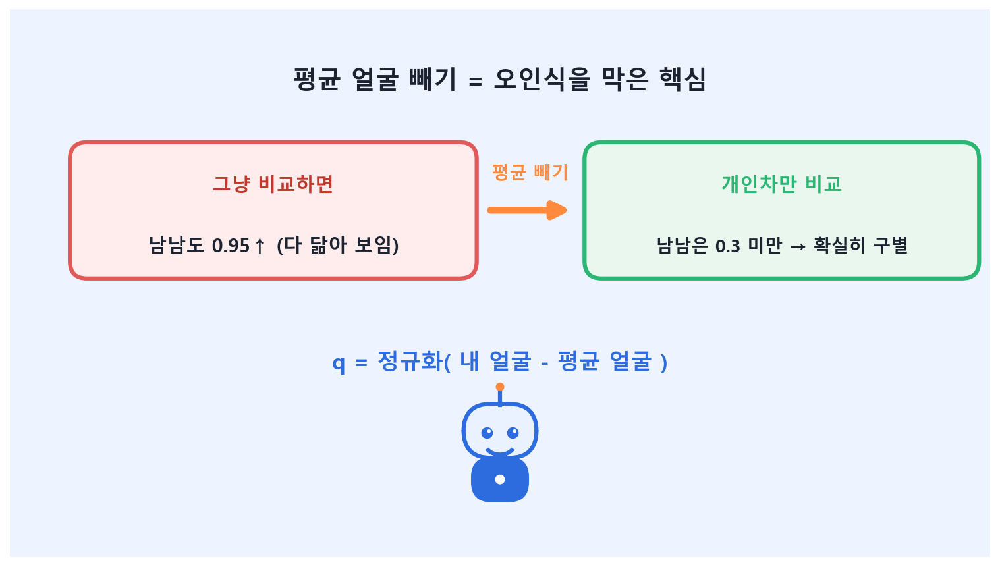 평균 얼굴 빼기 = 오인식을 막은 핵심
그냥 비교하면
남남도 0.95↑ (다 닮아 보임)
평균 빼기
개인차만 비교
남남은 0.3 미만 → 확실히 구별
q = 정규화( 내 얼굴 - 평균 얼굴 )